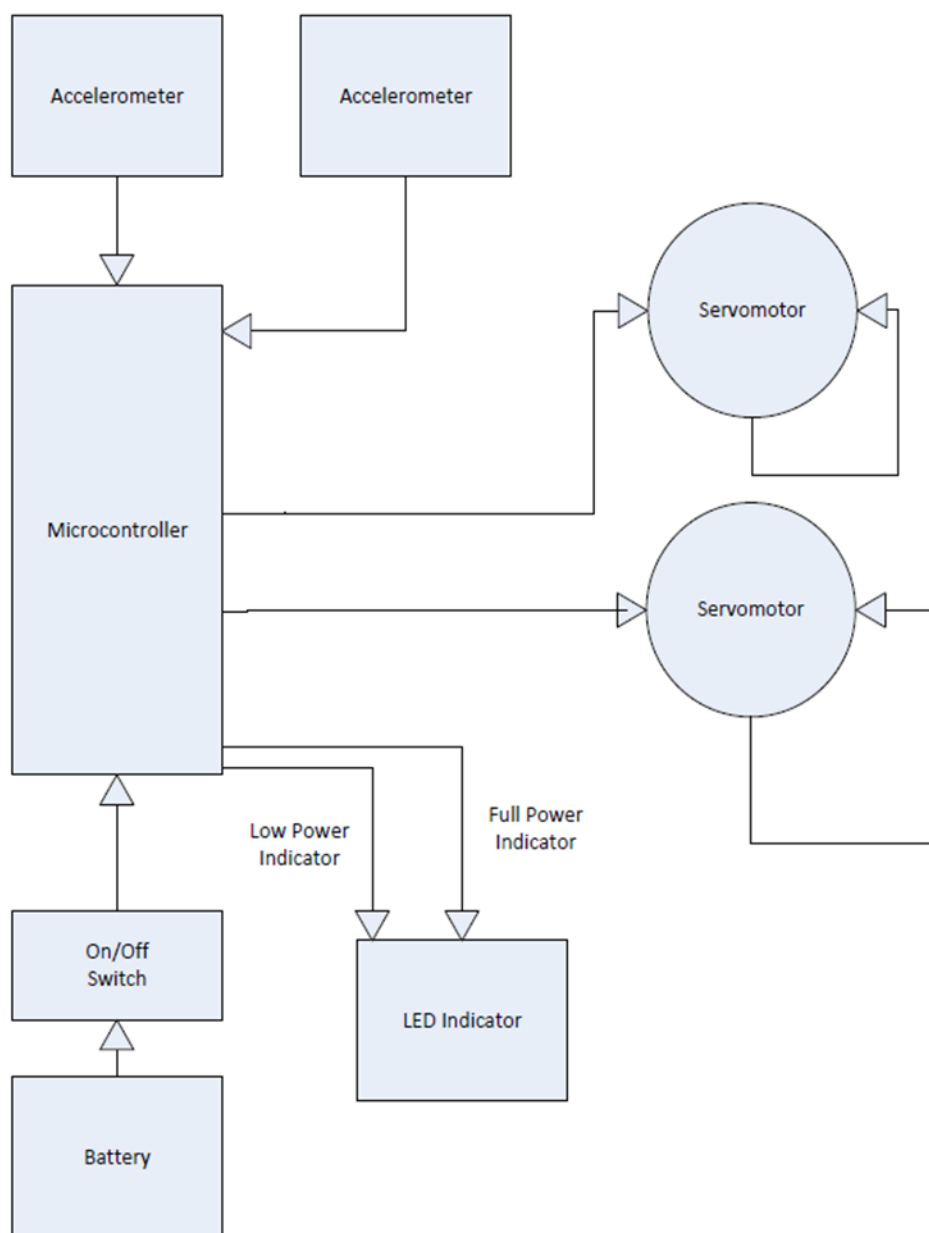 Accelerometer
Accelerometer
Servomotor
Microcontroller
Servomotor
Low Power
Indicator
Full Power
Indicator
On/Off
Switch
LED Indicator
Battery